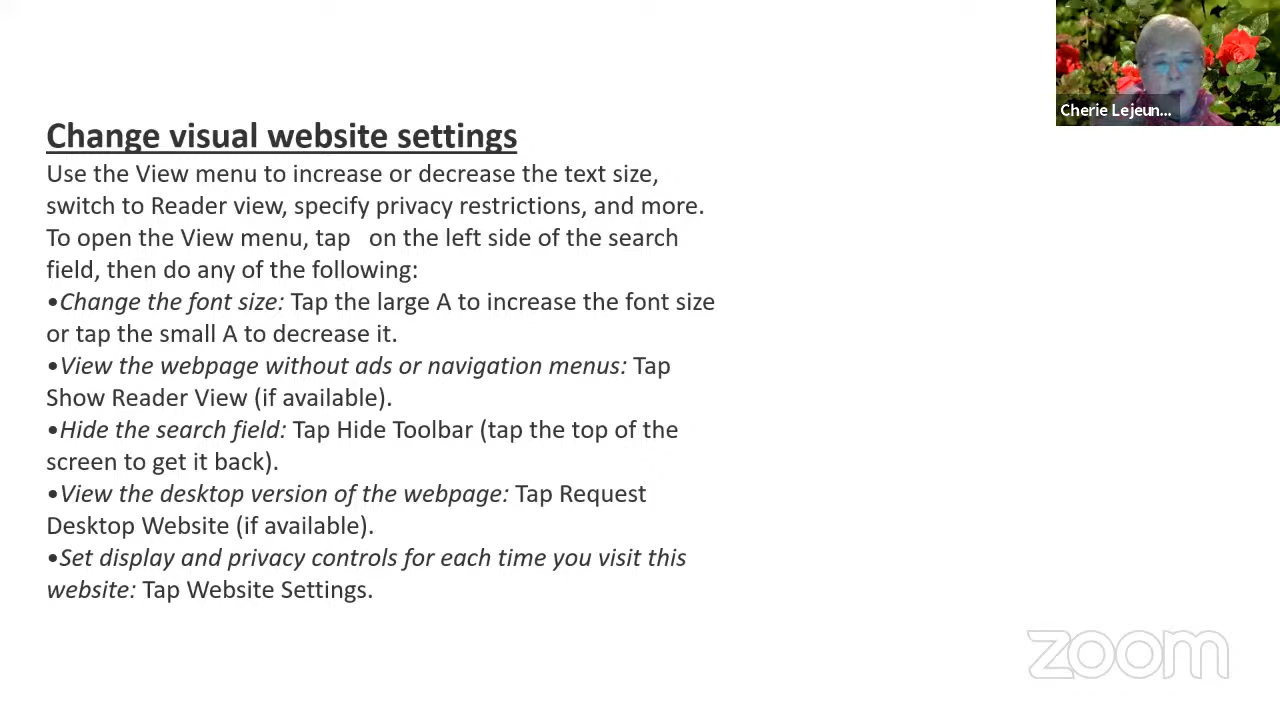 Cherie Lejeun...
Change visual website settings
Use the View menu to increase or decrease the text size,
switch to Reader view, specify privacy restrictions, and more.
To open the View menu, tap on the left side of the search
field, then do any of the following:
•Change the font size: Tap the large A to increase the font size
or tap the small A to decrease it.
•View the webpage without ads or navigation menus: Tap
Show Reader View (if available).
•Hide the search field: Tap Hide Toolbar (tap the top of the
screen to get it back).
•View the desktop version of the webpage: Tap Request
Desktop Website (if available).
•Set display and privacy controls for each time you visit this
website: Tap Website Settings.
zoom